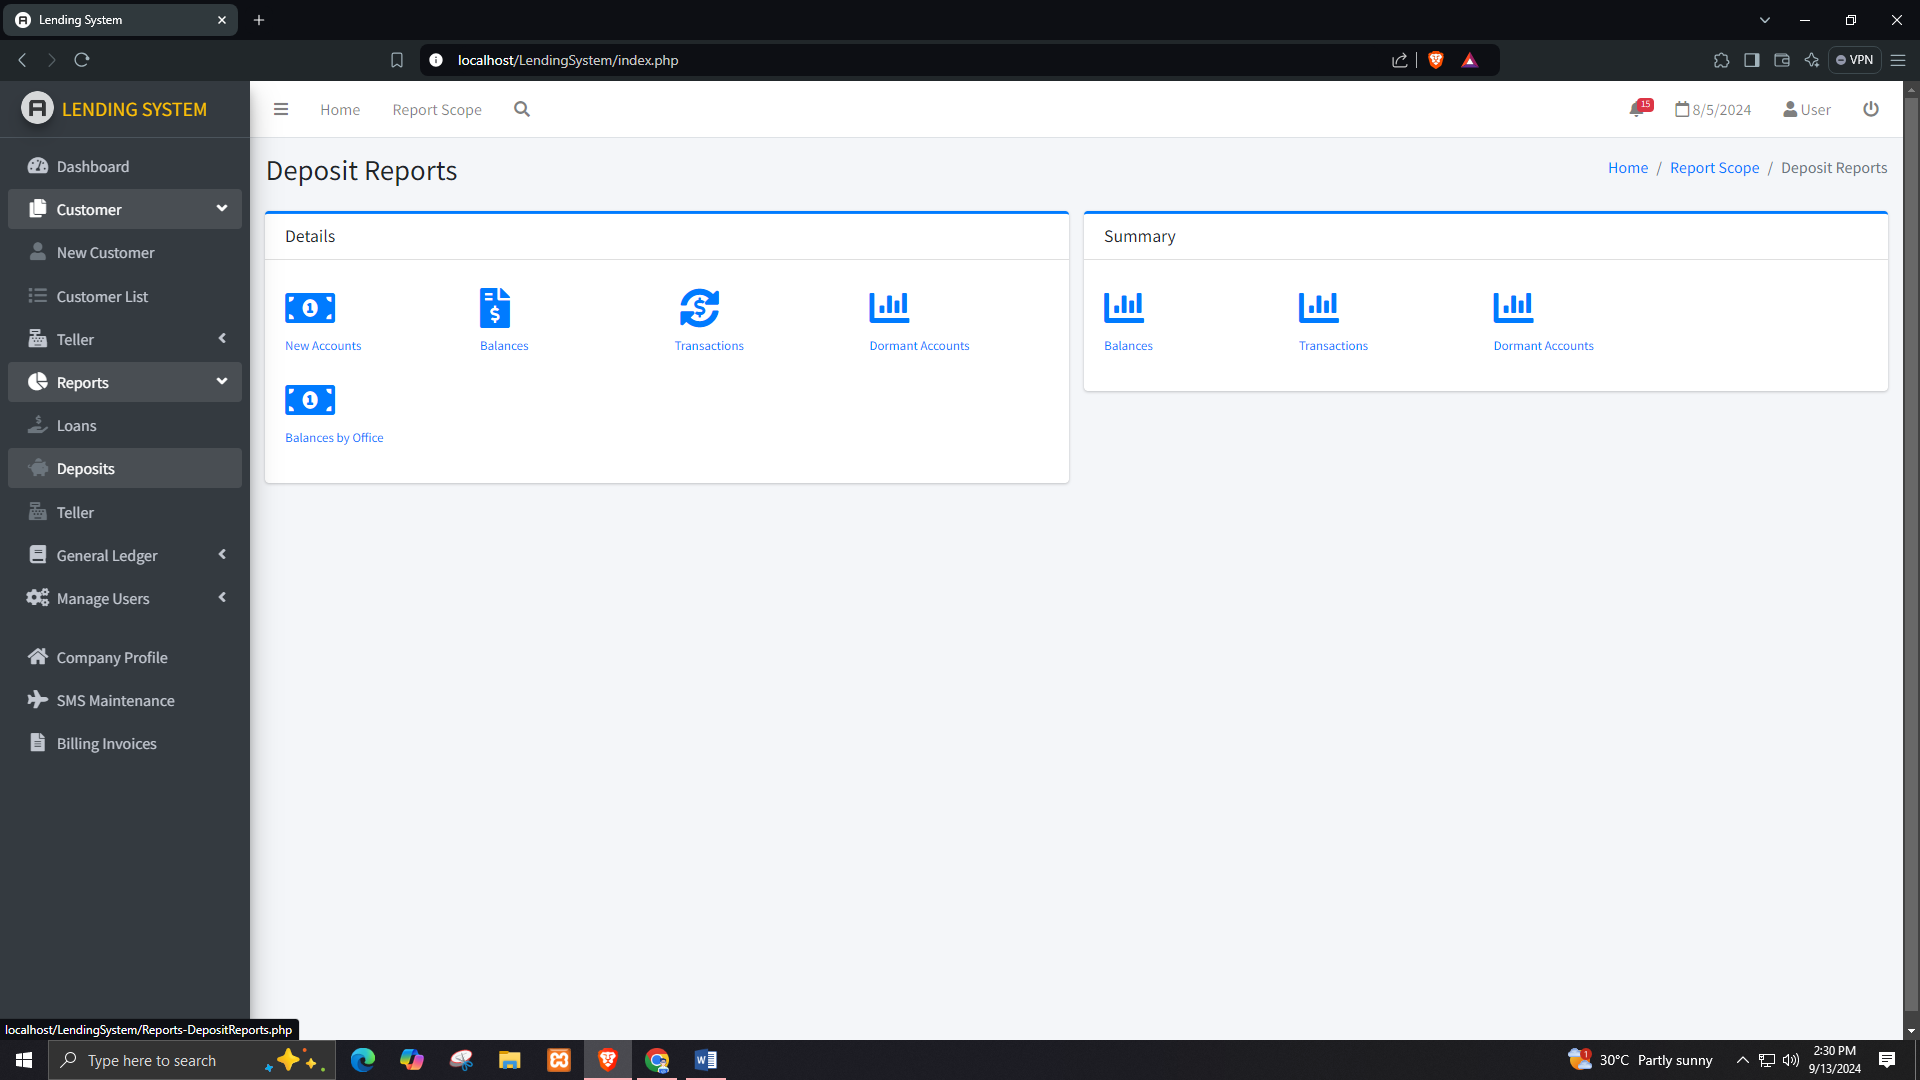 Lending System
localhost/LendingSystem/index.php
VPN
LENDING SYSTEM
Home
Report Scope
15
8/5/2024
User
Dashboard
Customer
New Customer
Customer List
Teller
Reports
Loans
Deposits
Teller
General Ledger
Manage Users
Company Profile
SMS Maintenance
Billing Invoices
Deposit Reports
Home / Report Scope / Deposit Reports
Details
New Accounts
Balances
Transactions
Dormant Accounts
Balances by Office
Summary
Balances
Transactions
Dormant Accounts
localhost/LendingSystem/Reports-DepositReports.php
Type here to search
1
30°C Partly sunny
2:30 PM
9/13/2024